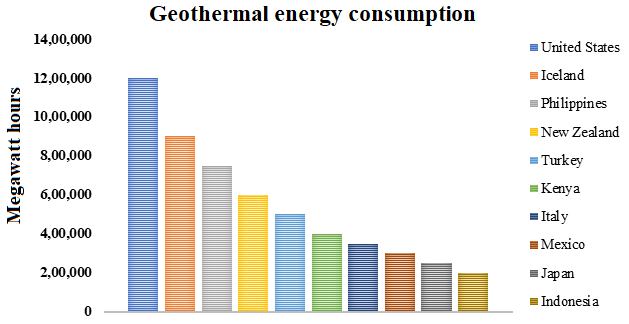 Geothermal energy consumption
Megawatt hours
14,00,000
12,00,000
10,00,000
8,00,000
6,00,000
4,00,000
2,00,000
0
United States
Iceland
Philippines
New Zealand
Turkey
Kenya
Italy
Mexico
Japan
Indonesia